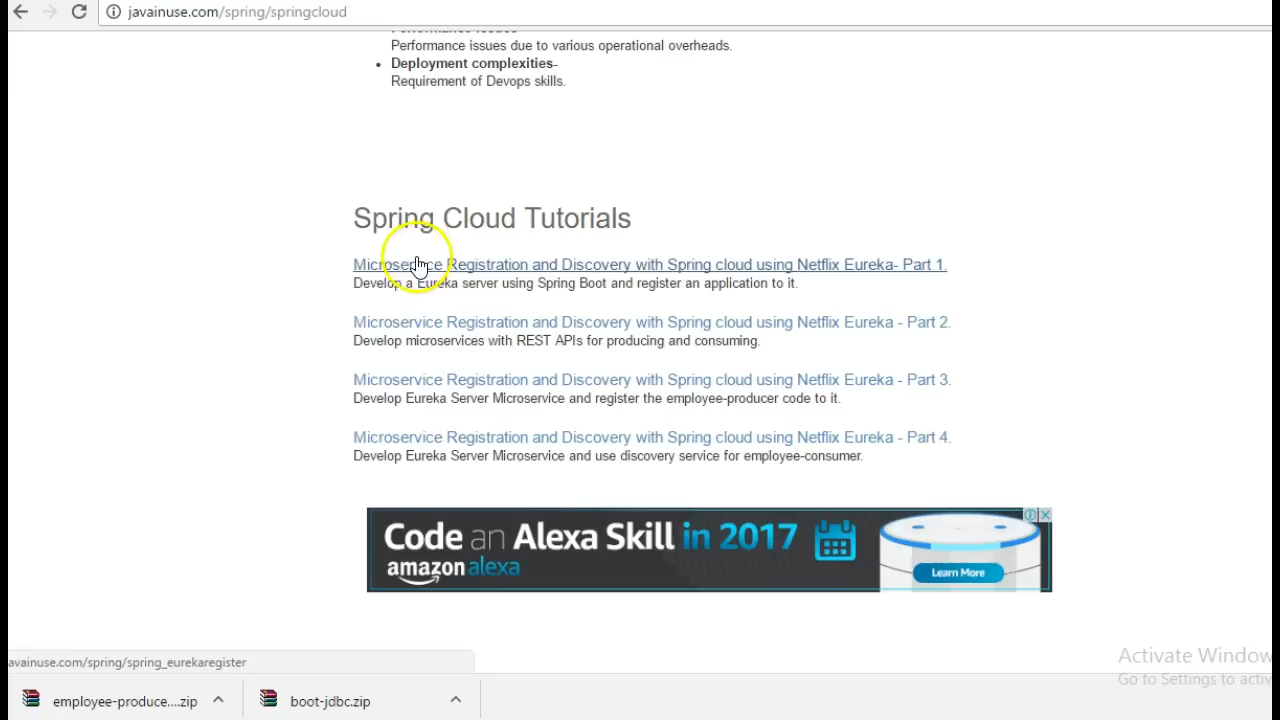 javainuse.com/spring/springcloud
Performance issues
Performance issues due to various operational overheads.
Deployment complexities-
Requirement of Devops skills.
Spring Cloud Tutorials
Microservice Registration and Discovery with Spring cloud using Netflix Eureka- Part 1.
Develop a Eureka server using Spring Boot and register an application to it.
Microservice Registration and Discovery with Spring cloud using Netflix Eureka - Part 2.
Develop microservices with REST APIs for producing and consuming.
Microservice Registration and Discovery with Spring cloud using Netflix Eureka - Part 3.
Develop Eureka Server Microservice and register the employee-producer code to it.
Microservice Registration and Discovery with Spring cloud using Netflix Eureka - Part 4.
Develop Eureka Server Microservice and use discovery service for employee-consumer.
Code an Alexa Skill in 2017
amazon alexa
Learn More
avainuse.com/spring/spring_eurekaregister
Activate Window
Go to Settings to activ
employee-produce....zip
boot-jdbc.zip